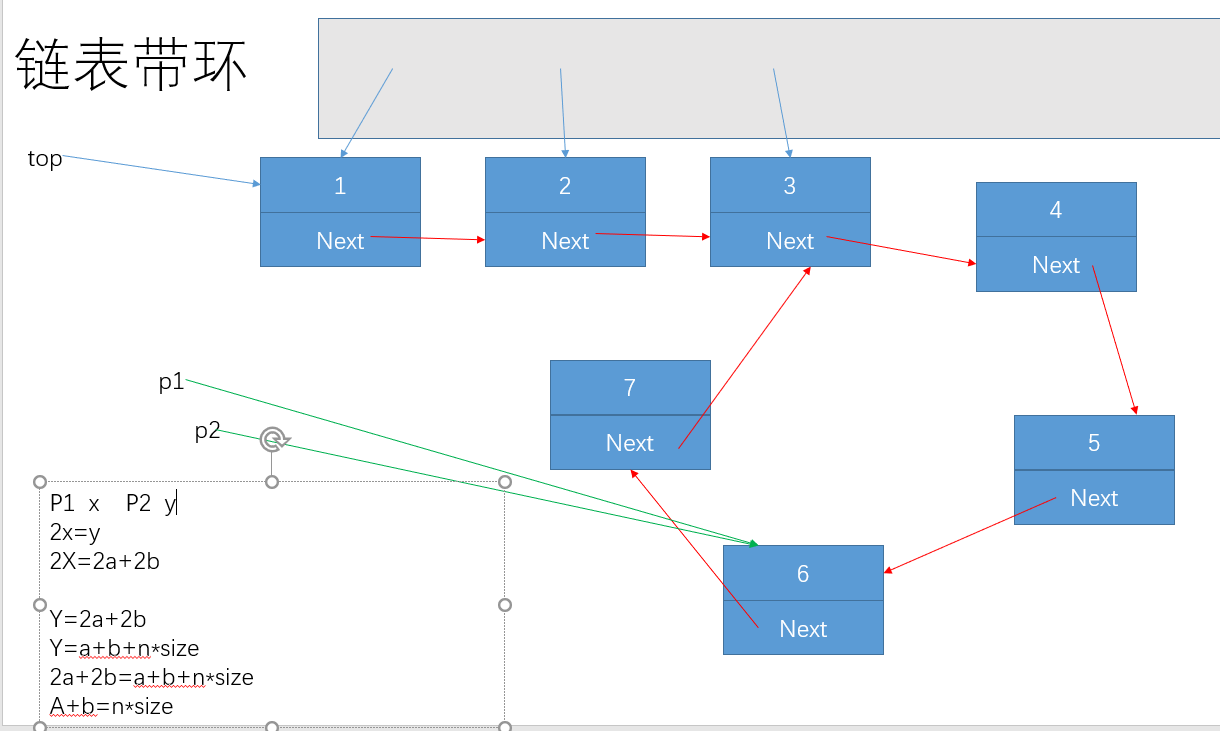 链表带环
top
1
Next
2
Next
3
Next
4
Next
p1
7
Next
p2
5
Next
P1 x  P2 y
2x=y
2X=2a+2b
6
Next
Y=2a+2b
Y=a+b+n*size
2a+2b=a+b+n*size
A+b=n*size